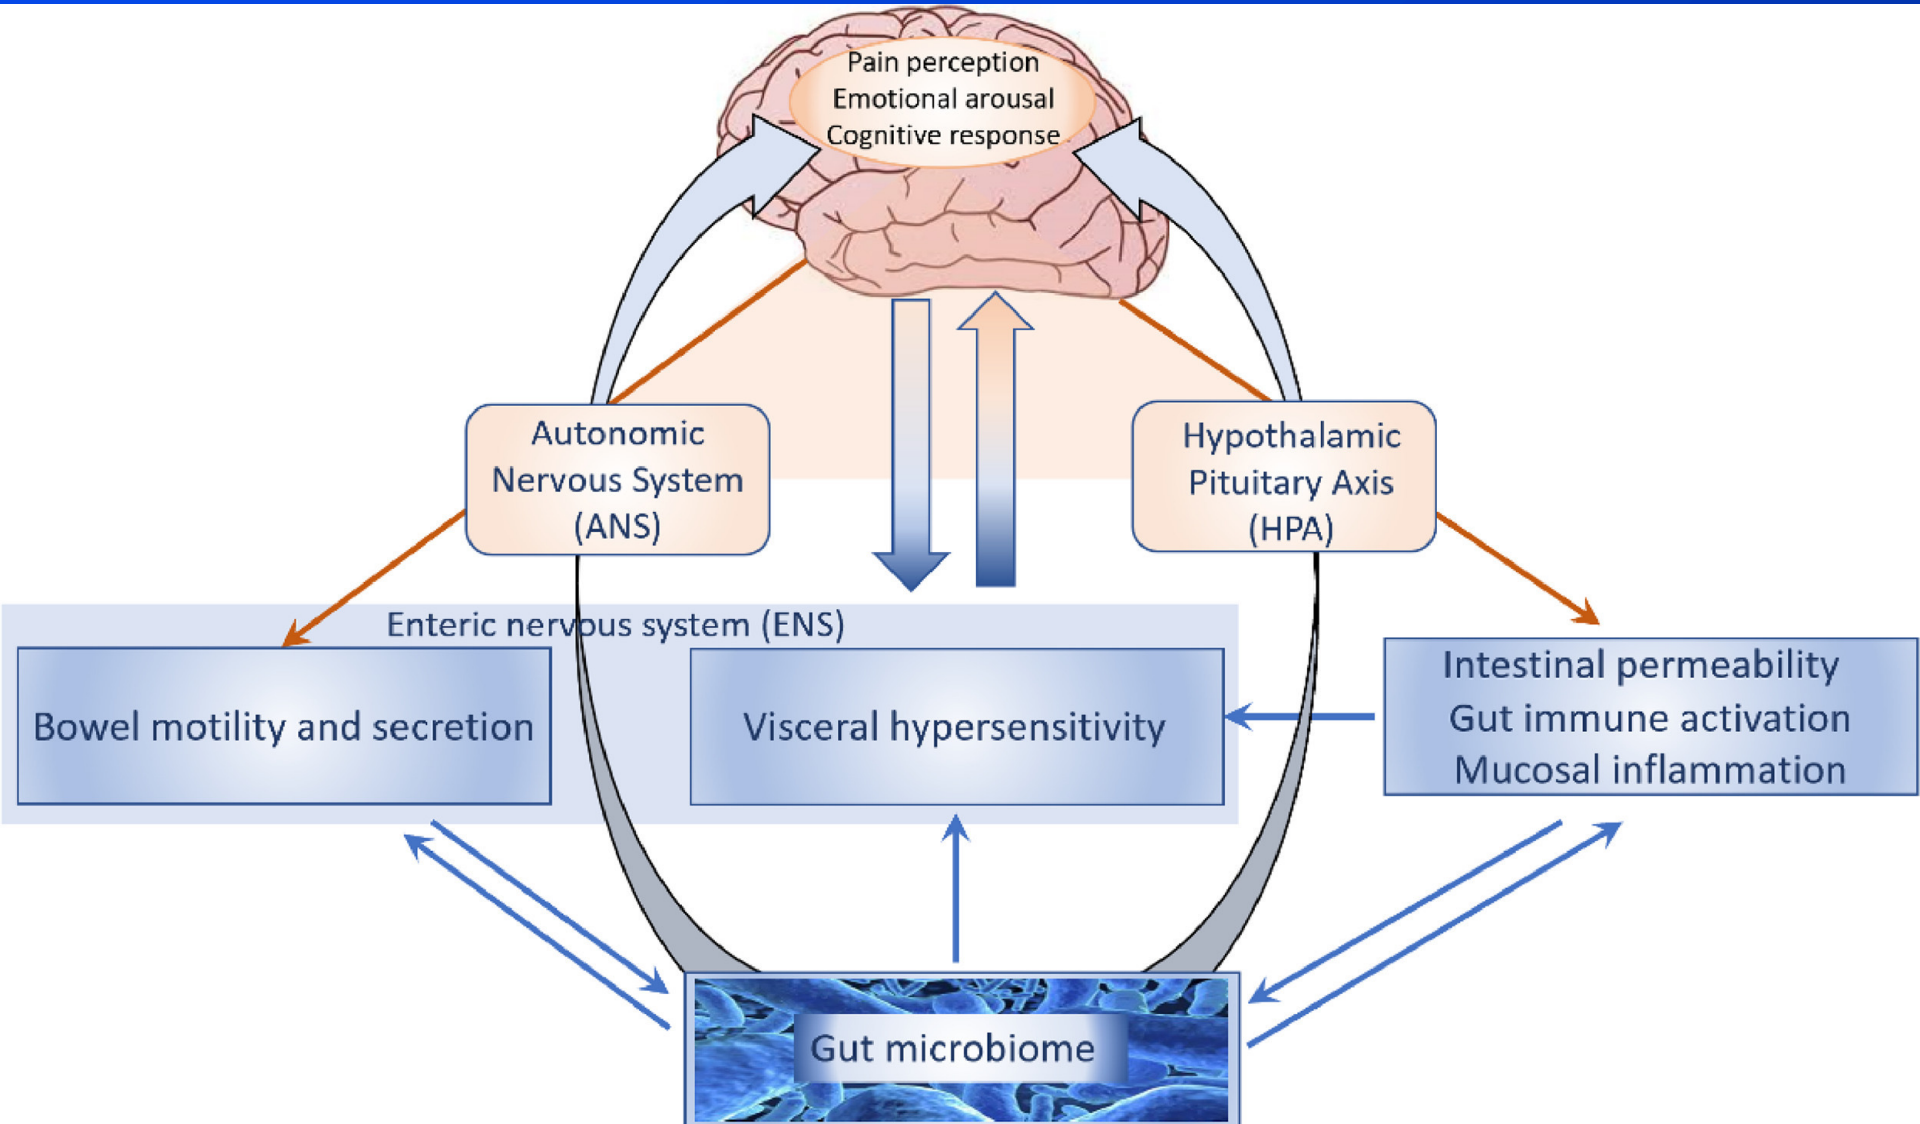 Pain perception
Emotional arousal
Cognitive response
Autonomic
Nervous System
(ANS)
Hypothalamic
Pituitary Axis
(HPA)
Enteric nervous system (ENS)
Bowel motility and secretion
Visceral hypersensitivity
Intestinal permeability
Gut immune activation
Mucosal inflammation
Gut microbiome